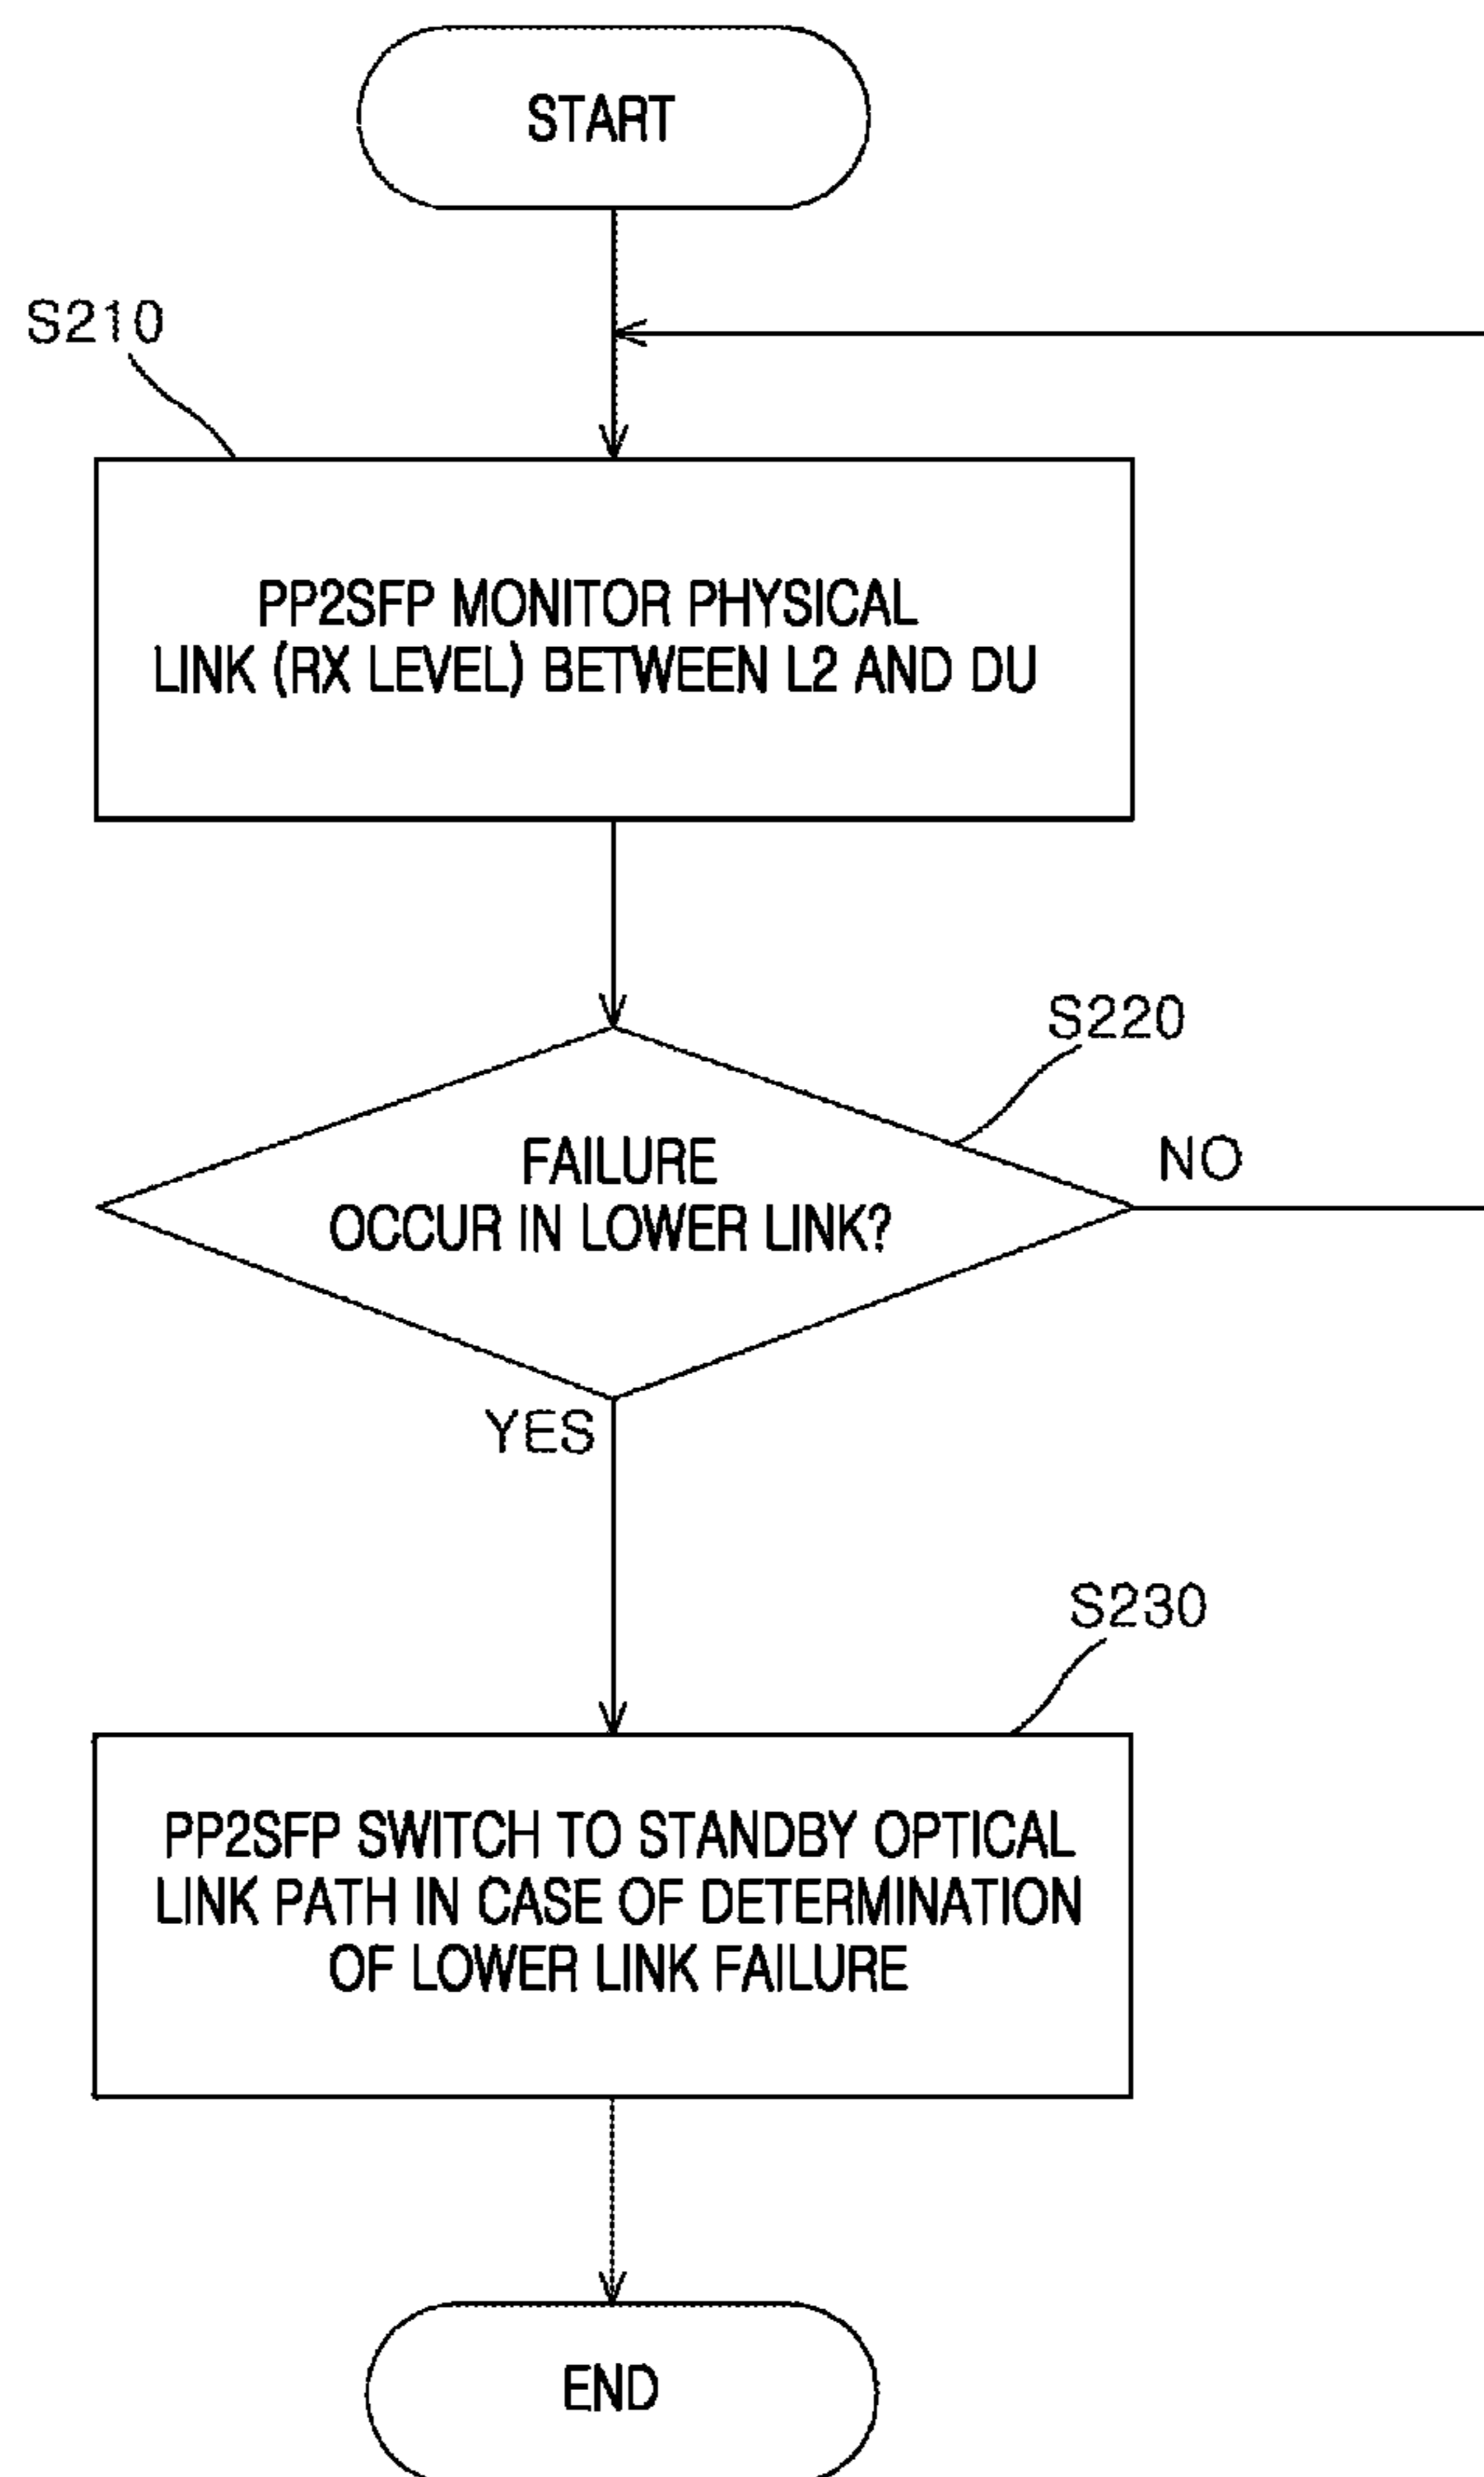 START
S210
PP2SFP MONITOR PHYSICAL
LINK (RX LEVEL) BETWEEN L2 AND DU
S220
FAILURE
OCCUR IN LOWER LINK?
NO
YES
S230
PP2SFP SWITCH TO STANDBY OPTICAL
LINK PATH IN CASE OF DETERMINATION
OF LOWER LINK FAILURE
END